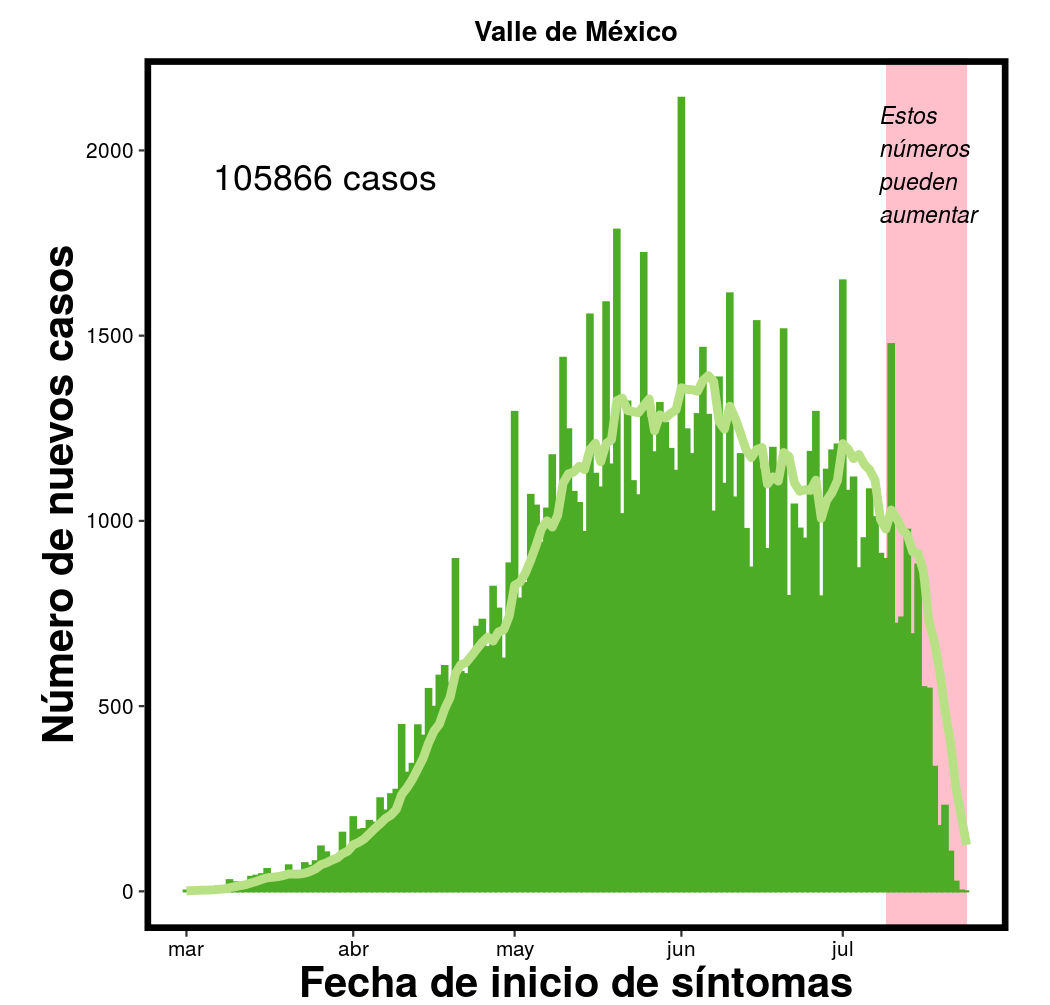 Valle de México
Estos
números
pueden
aumentar
105866 casos
Número de nuevos casos
2000
1500
1000
500
0
mar abr may jun jul
Fecha de inicio de síntomas